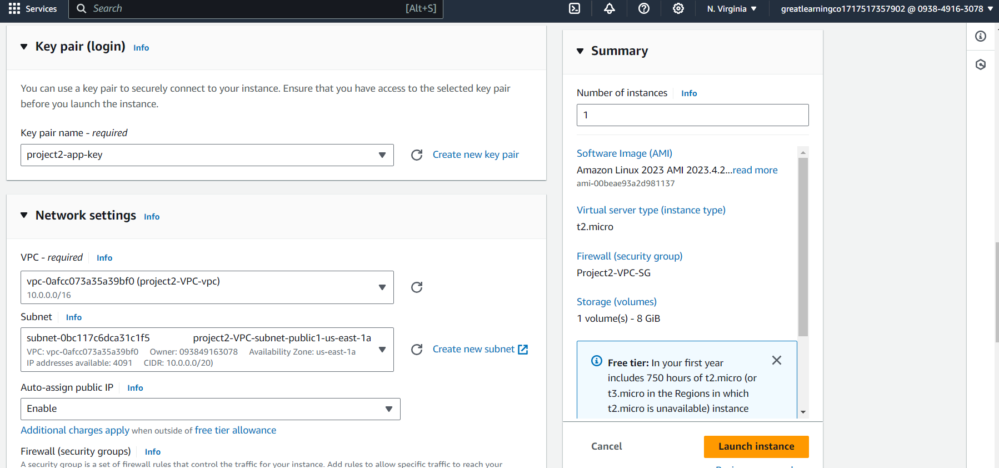 Services
Search
[Alt+S]
N. Virginia
greatlearningco1717517357902 @ 0938-4916-3078
Key pair (login) Info
You can use a key pair to securely connect to your instance. Ensure that you have access to the selected key pair
before you launch the instance.
Key pair name - required
project2-app-key
Create new key pair
Network settings Info
VPC - required Info
vpc-0afcc073a35a39bf0 (project2-VPC-vpc)
10.0.0.0/16
Subnet Info
subnet-0bc117c6dca31c1f5 project2-VPC-subnet-public1-us-east-1a
VPC: vpc-0afcc073a35a39bf0 Owner: 093849163078 Availability Zone: us-east-1a
IP addresses available: 4091 CIDR: 10.0.0.0/20)
Create new subnet
Auto-assign public IP Info
Enable
Additional charges apply when outside of free tier allowance
Firewall (security groups) Info
A security group is a set of firewall rules that control the traffic for your instance. Add rules to allow specific traffic to reach your
Summary
Number of instances Info
1
Software Image (AMI)
Amazon Linux 2023 AMI 2023.4.2...read more
ami-00beae93a2d981137
Virtual server type (instance type)
t2.micro
Firewall (security group)
Project2-VPC-SG
Storage (volumes)
1 volume(s) - 8 GiB
Free tier: In your first year
includes 750 hours of t2.micro (or
t3.micro in the Regions in which
t2.micro is unavailable) instance
Cancel
Launch instance